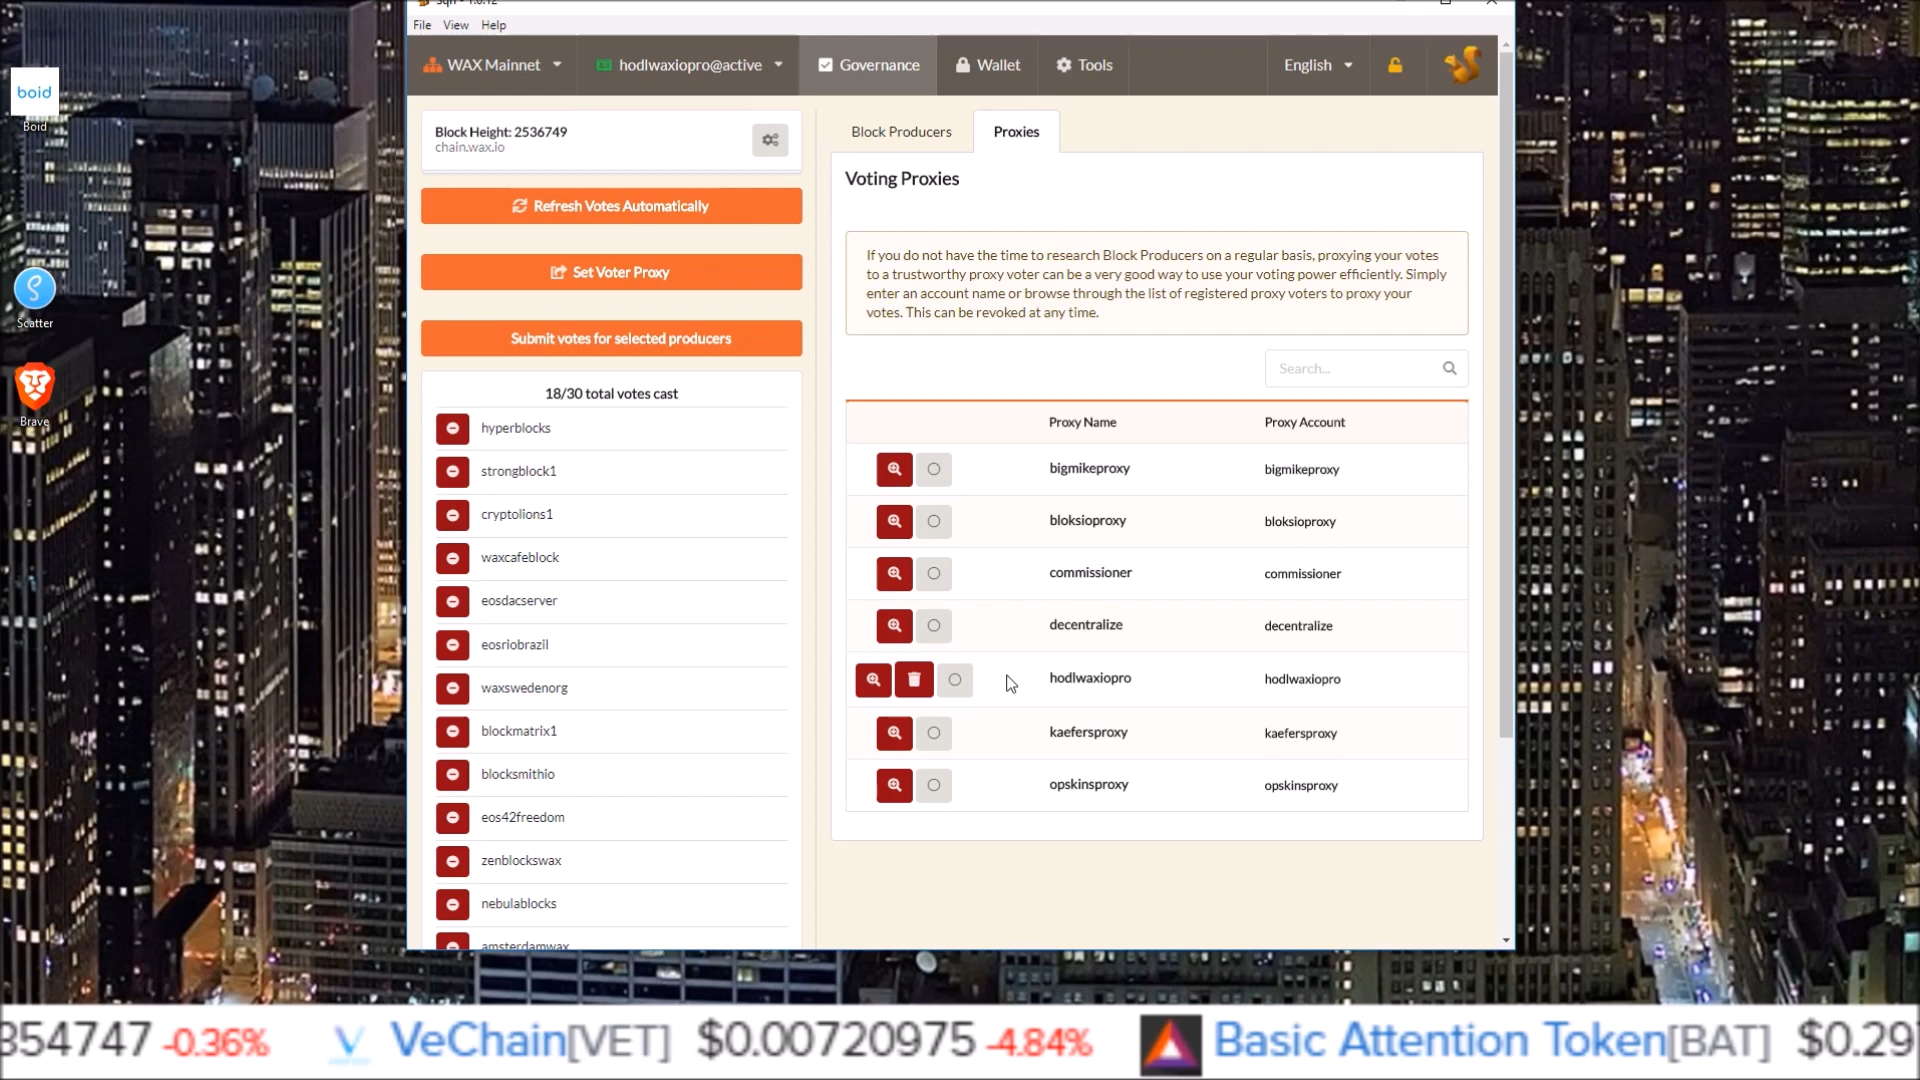 Sqrl - 1.0.12
File View Help
WAX Mainnet hodlwaxiopro@active Governance Wallet Tools English
boid
Boid
Scatter
Brave
Block Height: 2536749
chain.wax.io
Refresh Votes Automatically
Set Voter Proxy
Submit votes for selected producers
18/30 total votes cast
hyperblocks
strongblock1
cryptolions1
waxcafeblock
eosdacserver
eosriobrazil
waxswedenorg
blockmatrix1
blocksmithio
eos42freedom
zenblockswax
nebulablocks
amsterdamwax
Block Producers Proxies
Voting Proxies
If you do not have the time to research Block Producers on a regular basis, proxying your votes
to a trustworthy proxy voter can be a very good way to use your voting power efficiently. Simply
enter an account name or browse through the list of registered proxy voters to proxy your
votes. This can be revoked at any time.
Search...
Proxy Name Proxy Account
bigmikeproxy bigmikeproxy
bloksioproxy bloksioproxy
commissioner commissioner
decentralize decentralize
hodlwaxiopro hodlwaxiopro
kaefersproxy kaefersproxy
opskinsproxy opskinsproxy
354747 -0.36% VeChain[VET] $0.00720975 -4.84% Basic Attention Token[BAT] $0.29